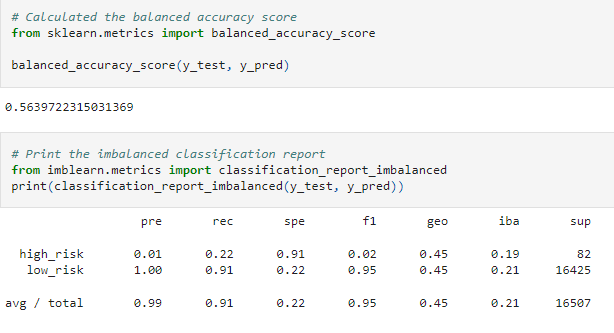 # Calculated the balanced accuracy score
from sklearn.metrics import balanced_accuracy_score
balanced_accuracy_score(y_test, y_pred)
0.5639722315031369
# Print the imbalanced classification report
from imblearn.metrics import classification_report_imbalanced
print(classification_report_imbalanced(y_test, y_pred))
pre rec spe f1 geo iba sup
high_risk 0.01 0.22 0.91 0.02 0.45 0.19 82
low_risk 1.00 0.91 0.22 0.95 0.45 0.21 16425
avg / total 0.99 0.91 0.22 0.95 0.45 0.21 16507